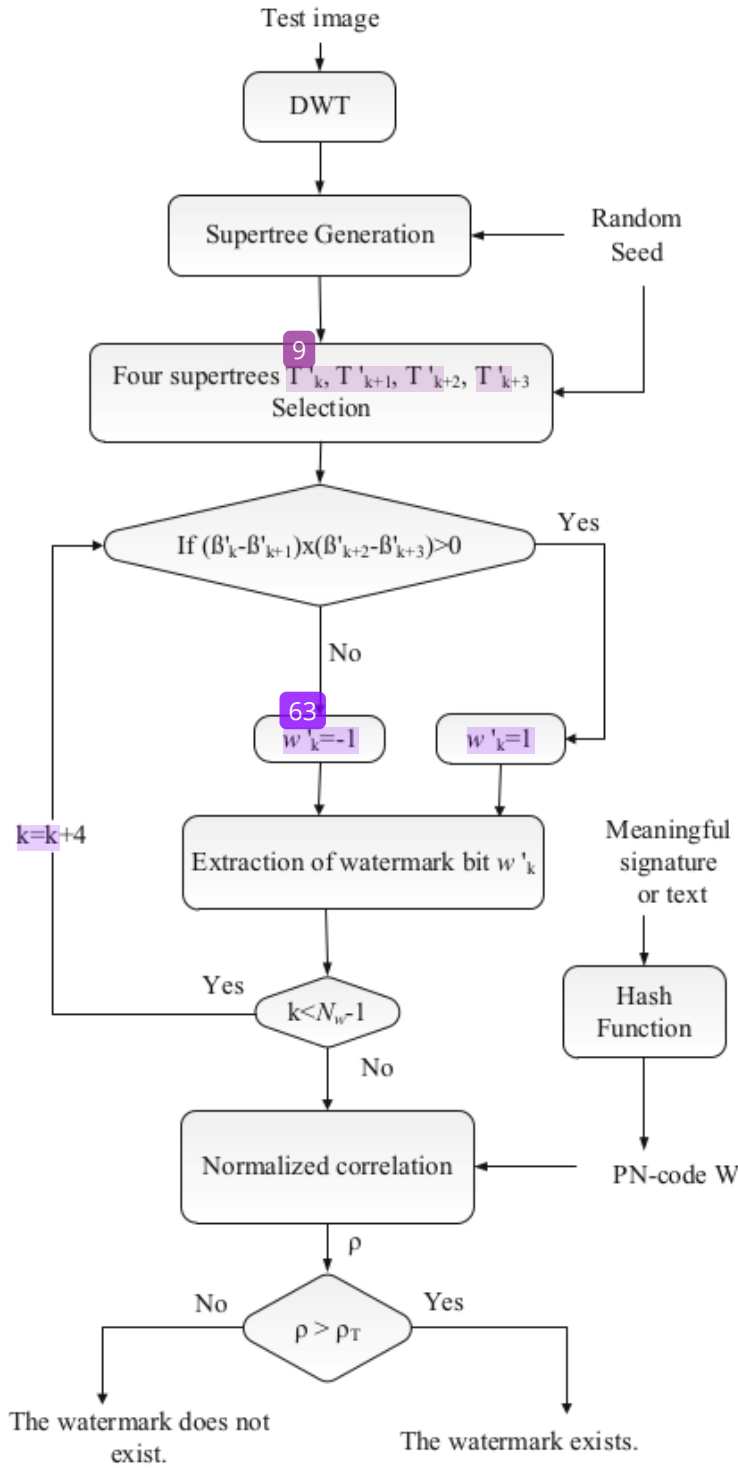 Test image
DWT
Supertree Generation
Random
Seed
9
Four supertrees T'k, T'k+1, T'k+2, T'k+3
Selection
If (ß'k-ß'k+1)x(ß'k+2-ß'k+3)>0
Yes
No
63
w'k=-1
w'k=1
k=k+4
Extraction of watermark bit w'k
Meaningful
signature
or text
Yes
k<Nw-1
Hash
Function
No
Normalized correlation
PN-code W
ρ
No
Yes
ρ > ρT
The watermark does not
exist.
The watermark exists.